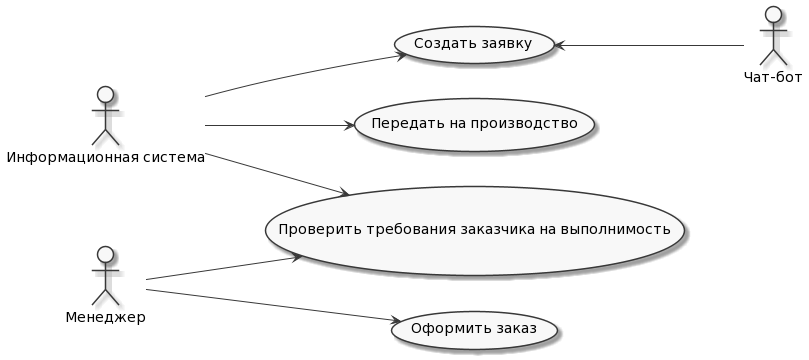 Создать заявку
Чат-бот
Передать на производство
Информационная система
Проверить требования заказчика на выполнимость
Менеджер
Оформить заказ